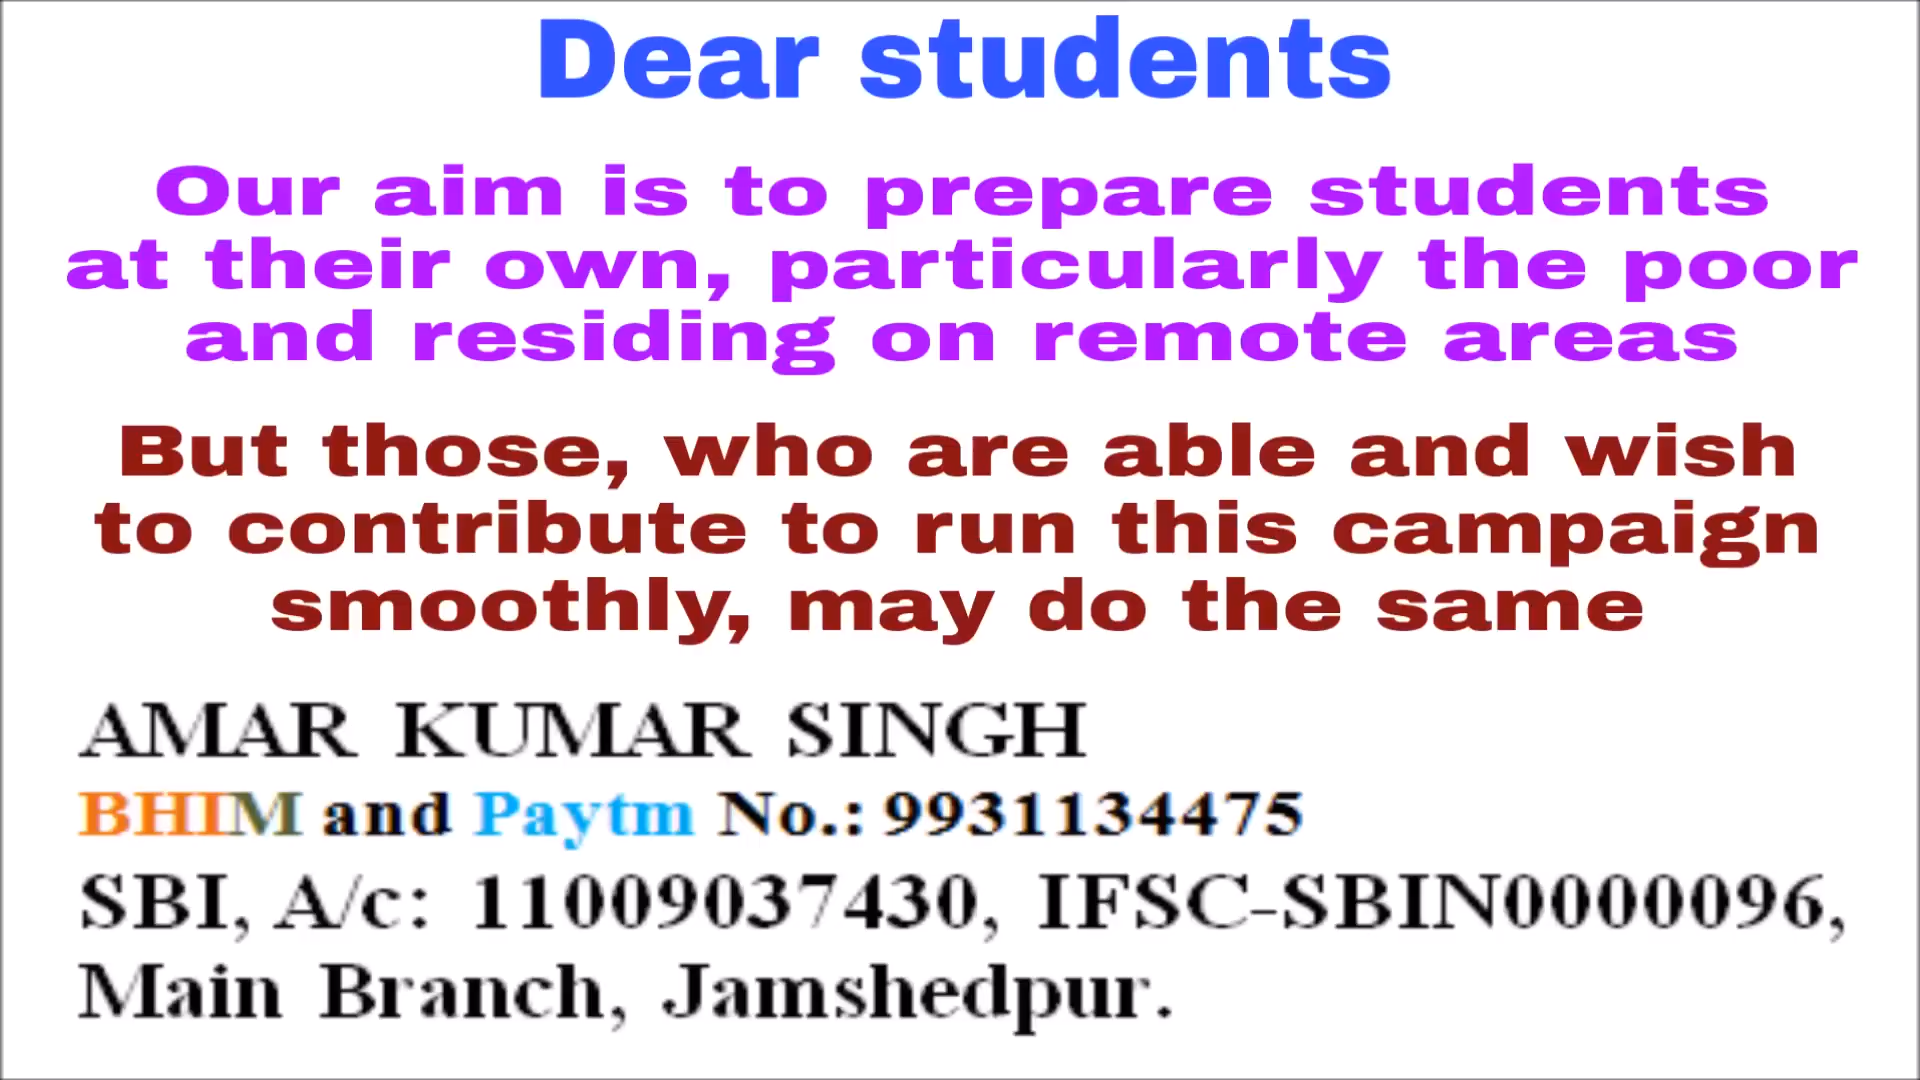 Dear students
Our aim is to prepare students
at their own, particularly the poor
and residing on remote areas
But those, who are able and wish
to contribute to run this campaign
smoothly, may do the same
AMAR KUMAR SINGH
BHIM and Paytm No.: 9931134475
SBI, A/c: 11009037430, IFSC-SBIN0000096,
Main Branch, Jamshedpur.